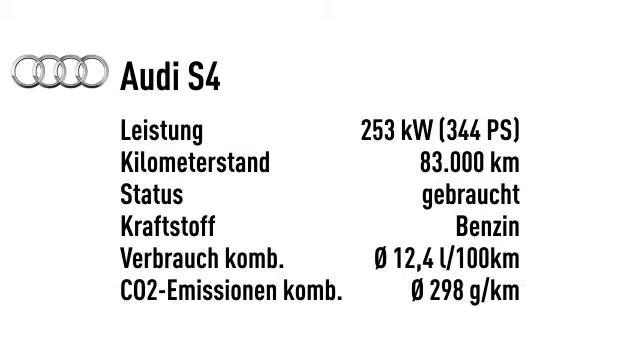 Audi S4
Leistung 253 kW (344 PS)
Kilometerstand 83.000 km
Status gebraucht
Kraftstoff Benzin
Verbrauch komb. Ø 12,4 l/100km
CO2-Emissionen komb. Ø 298 g/km